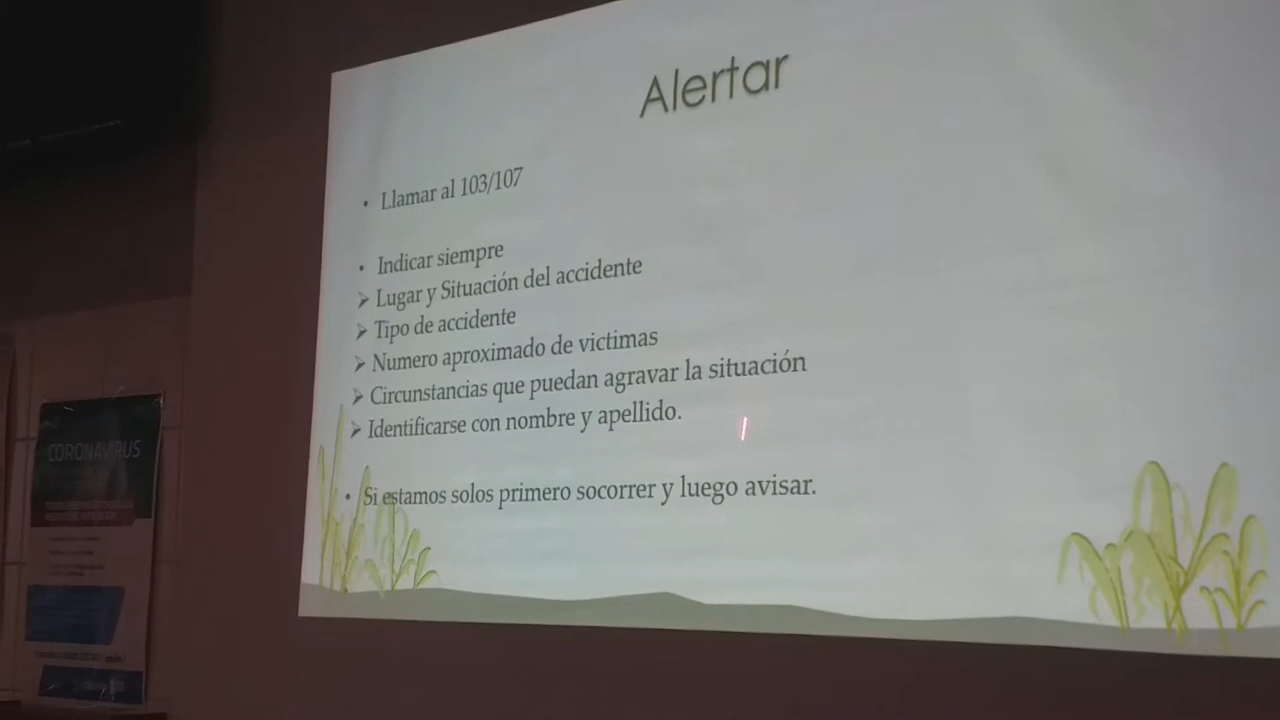 Alertar
• Llamar al 103/107
• Indicar siempre
➢ Lugar y Situación del accidente
➢ Tipo de accidente
➢ Numero aproximado de victimas
➢ Circunstancias que puedan agravar la situación
➢ Identificarse con nombre y apellido.
• Si estamos solos primero socorrer y luego avisar.
CORONAVIRUS